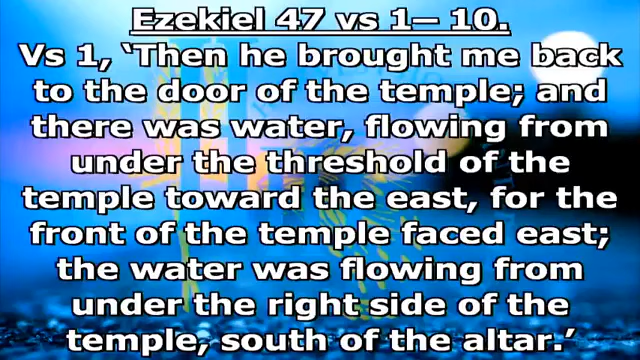 Ezekiel 47 vs 1– 10.
Vs 1, ‘Then he brought me back
to the door of the temple; and
there was water, flowing from
under the threshold of the
temple toward the east, for the
front of the temple faced east;
the water was flowing from
under the right side of the
temple, south of the altar.’